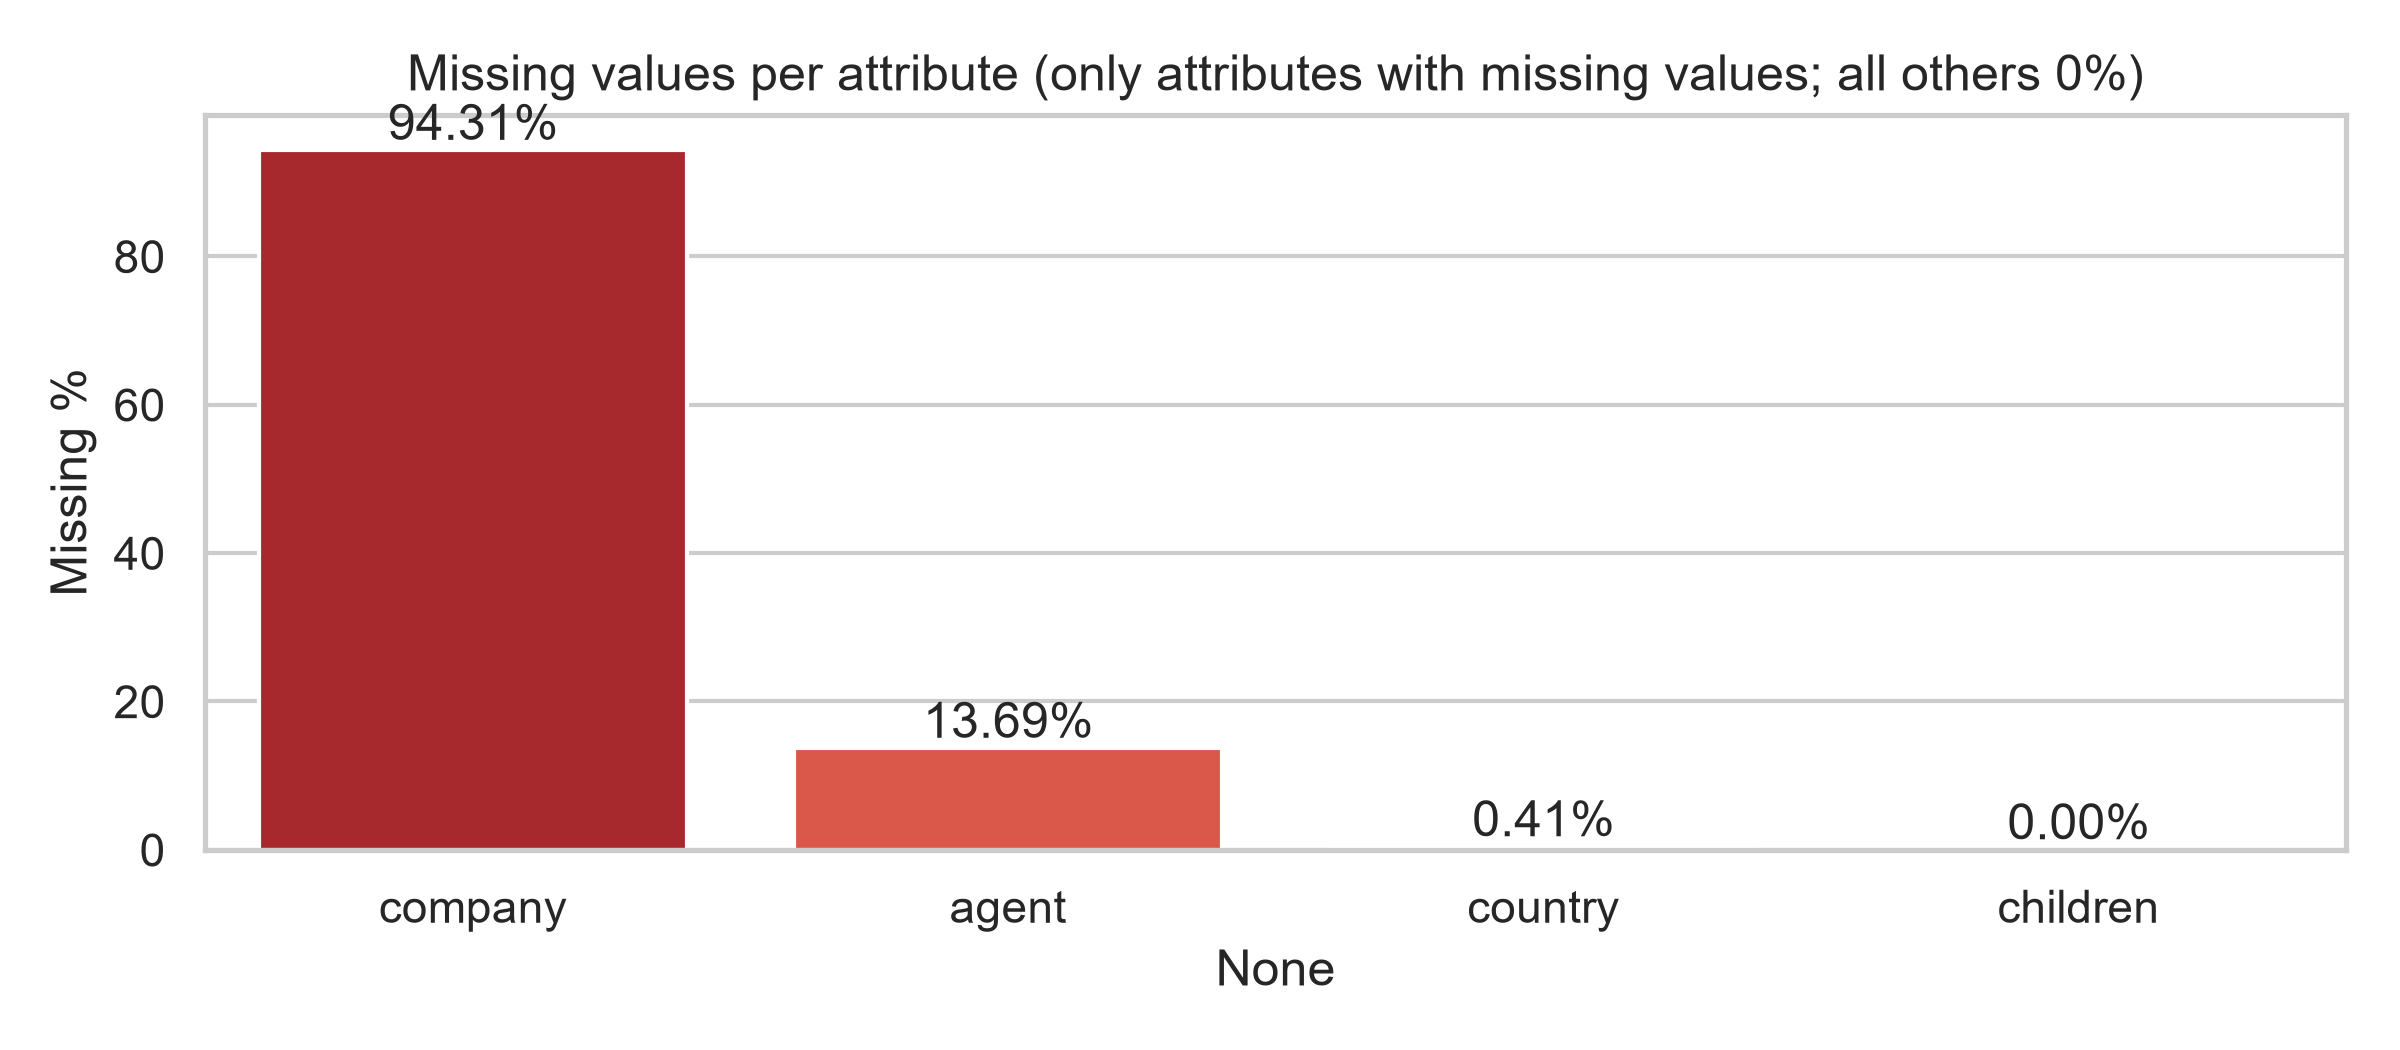 Missing values per attribute (only attributes with missing values; all others 0%)
94.31%
80
60
40
20
0
Missing %
13.69%
0.41%
0.00%
company
agent
country
children
None